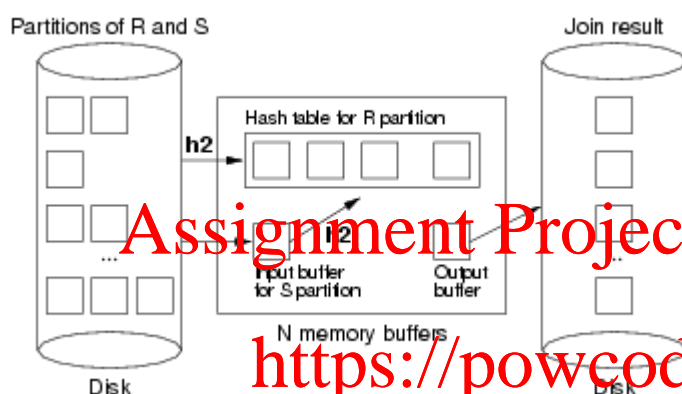 Partitions of R and S
Join result
Hash table for R partition
h2
h2
...
Input buffer
for S partition
Output
buffer
...
N memory buffers
Disk
Disk
Assignment Projec
https://powcod